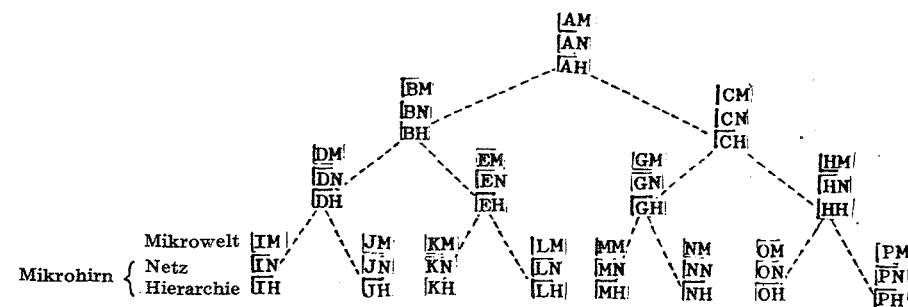 AM
AN
AH
BM
BN
BH
CM
CN
CH
DM
DN
DH
EM
EN
EH
GM
GN
GH
HM
HN
HH
Mikrowelt IM JM KM LM MM NM OM PM
Mikrohirn { Netz IN JN KN LN MN NN ON PN
Hierarchie IH JH KH LH MH NH OH PH